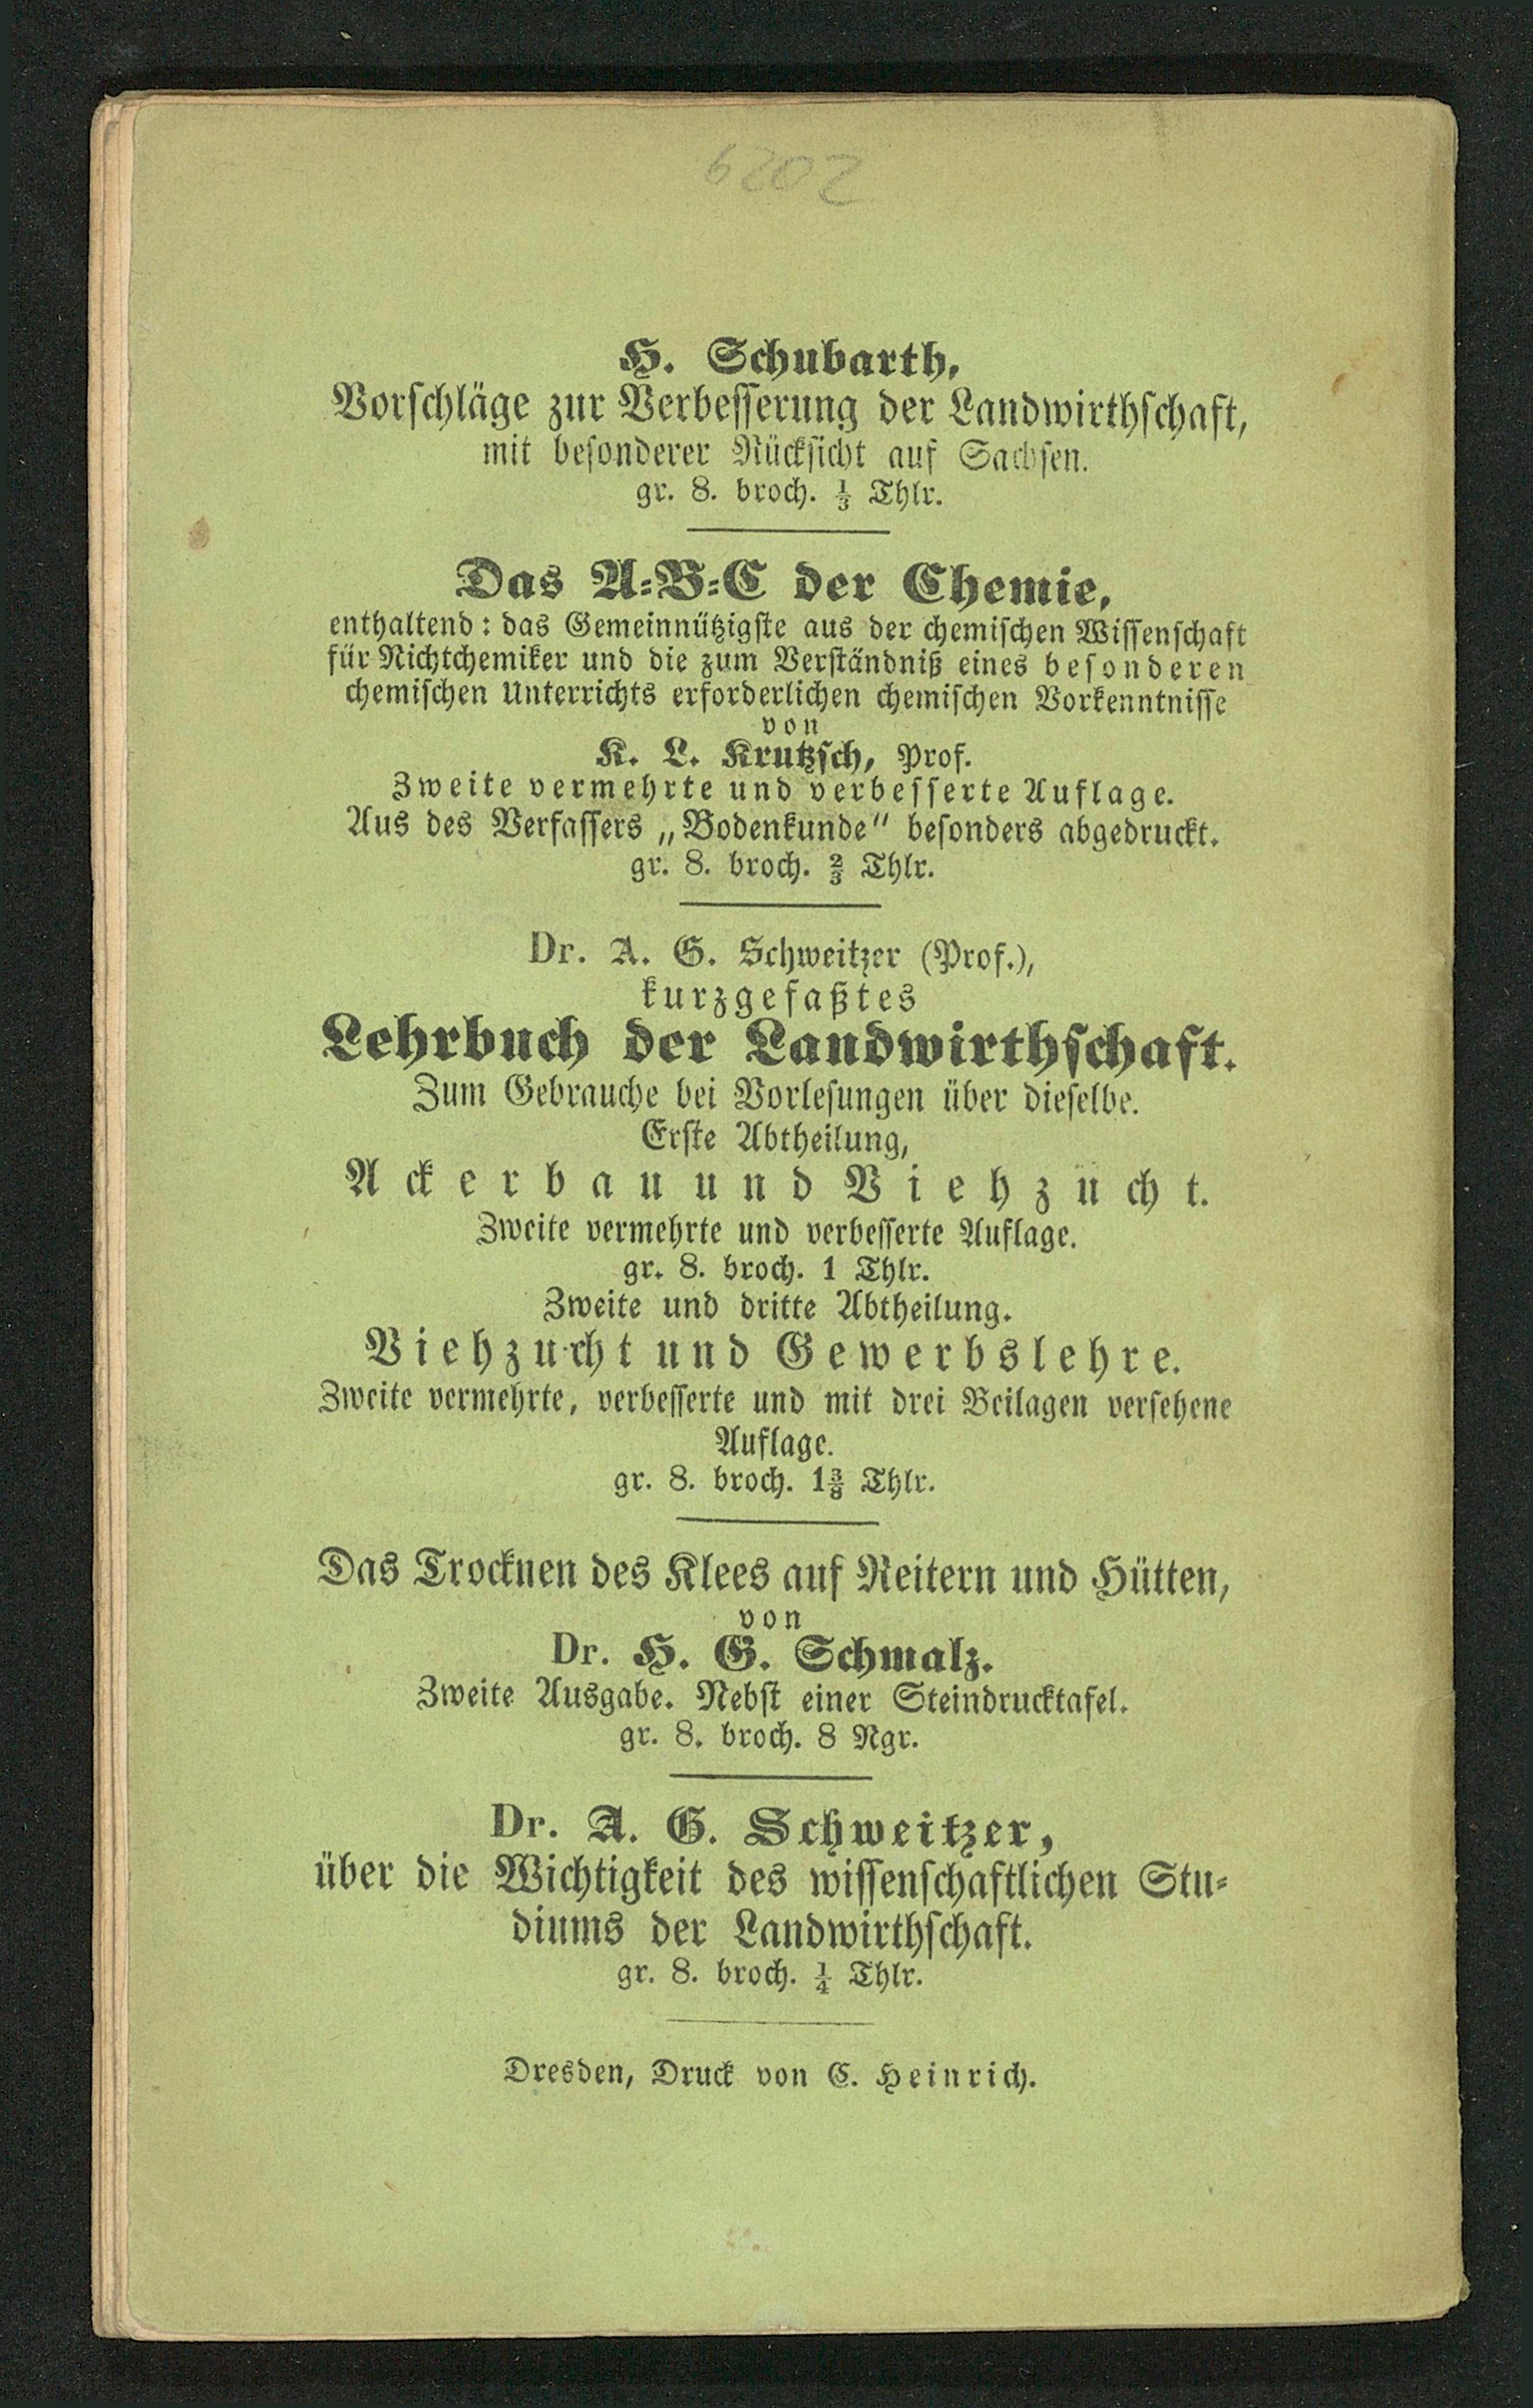 6202
H. Schubarth,
Vorschläge zur Verbesserung der Landwirthschaft,
mit besonderer Rücksicht auf Sachsen.
gr. 8. broch. ⅓ Thlr.
Das A-B-C der Chemie,
enthaltend: das Gemeinnützigste aus der chemischen Wissenschaft
für Nichtchemiker und die zum Verständniß eines besonderen
chemischen Unterrichts erforderlichen chemischen Vorkenntnisse
von
K. L. Krutzsch, Prof.
Zweite vermehrte und verbesserte Auflage.
Aus des Verfassers „Bodenkunde" besonders abgedruckt.
gr. 8. broch. ⅔ Thlr.
Dr. A. G. Schweitzer (Prof.),
kurzgefaßtes
Lehrbuch der Landwirthschaft.
Zum Gebrauche bei Vorlesungen über dieselbe.
Erste Abtheilung,
Ackerbau und Viehzücht.
Zweite vermehrte und verbesserte Auflage.
gr. 8. broch. 1 Thlr.
Zweite und dritte Abtheilung.
Viehzucht und Gewerbslehre.
Zweite vermehrte, verbesserte und mit drei Beilagen versehene
Auflage.
gr. 8. broch. 1⅜ Thlr.
Das Trocknen des Klees auf Reitern und Hütten,
von
Dr. H. G. Schmalz.
Zweite Ausgabe. Nebst einer Steindrucktafel.
gr. 8. broch. 8 Ngr.
Dr. A. G. Schweitzer,
über die Wichtigkeit des wissenschaftlichen Stu-
diums der Landwirthschaft.
gr. 8. broch. ¼ Thlr.
Dresden, Druck von C. Heinrich.